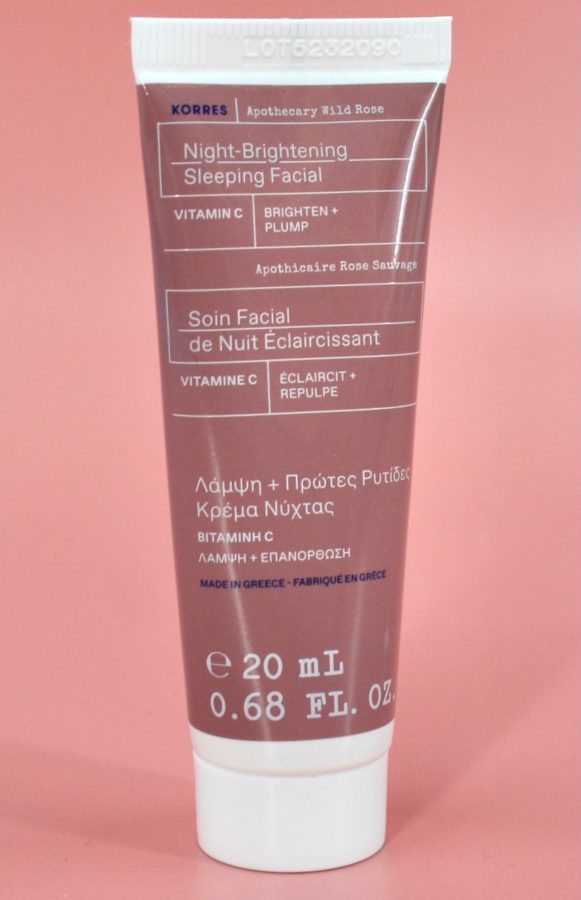 LOT5232090
KORRES | Apothecary Wild Rose
Night-Brightening
Sleeping Facial
VITAMIN C
BRIGHTEN +
PLUMP
Apothicaire Rose Sauvage
Soin Facial
de Nuit Éclaircissant
VITAMINE C
ÉCLAIRCIT +
REPULPE
Λάμψη + Πρώτες Ρυτίδες
Κρέμα Νύχτας
ΒΙΤΑΜΙΝΗ C
ΛΑΜΨΗ + ΕΠΑΝΟΡΘΩΣΗ
MADE IN GREECE - FABRIQUÉ EN GRÈCE
℮ 20 mL
0.68 FL. OZ.